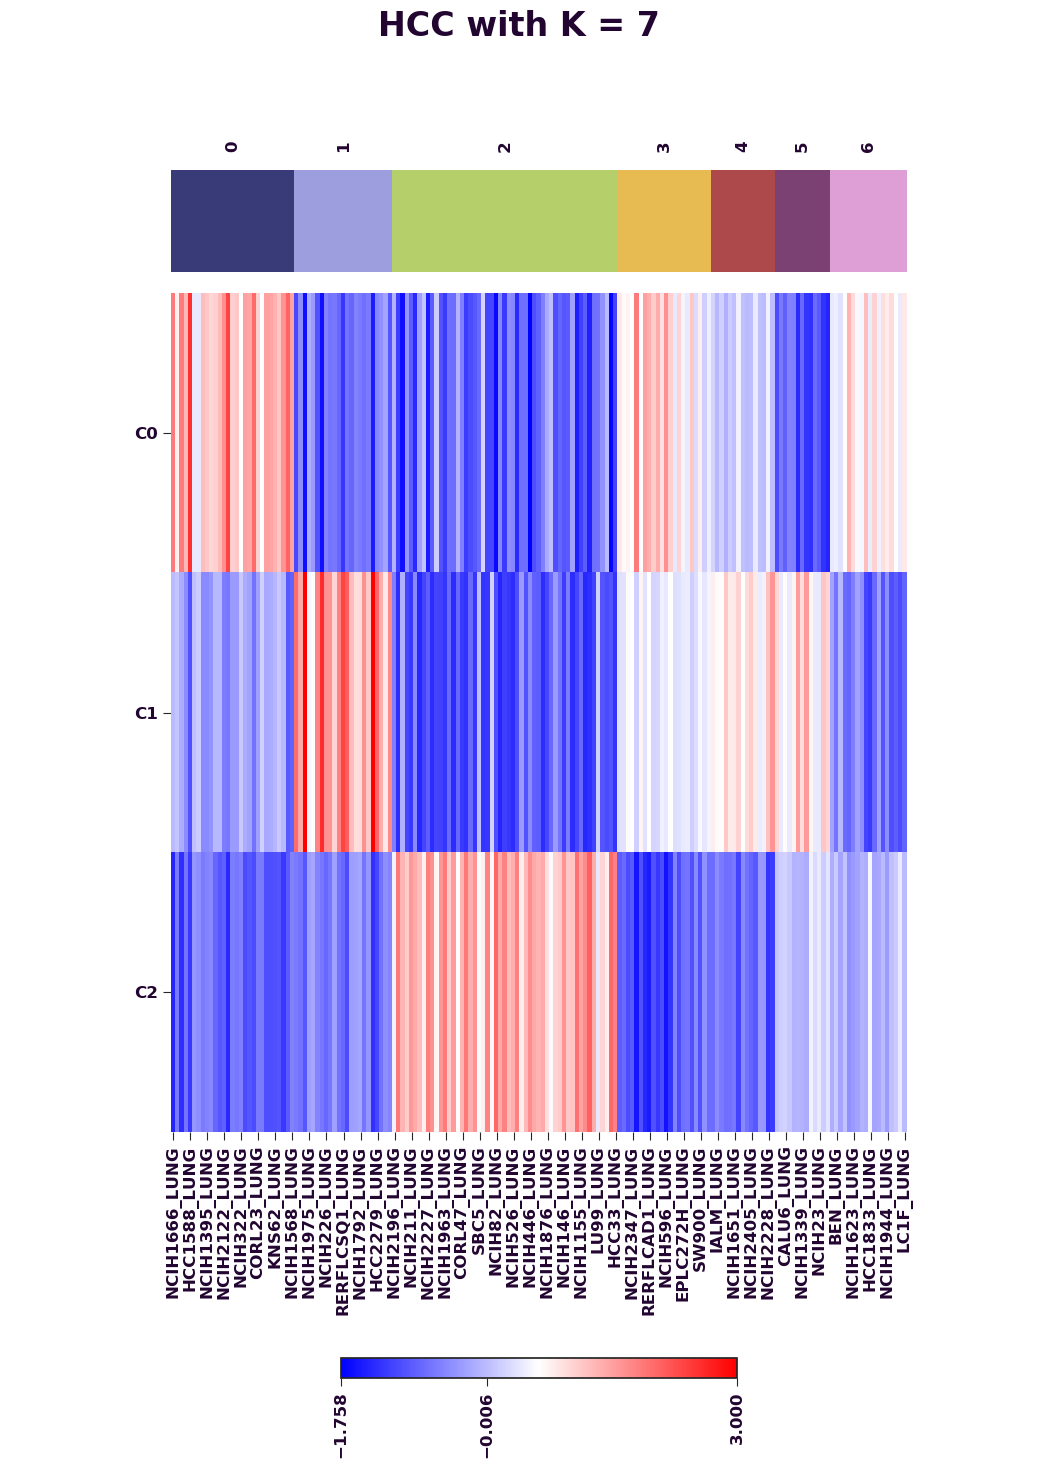 HCC with K = 7
0
1
2
3
4
5
6
C0
C1
C2
NCIH1666_LUNG
HCC1588_LUNG
NCIH1395_LUNG
NCIH2122_LUNG
NCIH322_LUNG
CORL23_LUNG
KNS62_LUNG
NCIH1568_LUNG
NCIH1975_LUNG
NCIH226_LUNG
RERFLCSQ1_LUNG
NCIH1792_LUNG
HCC2279_LUNG
NCIH2196_LUNG
NCIH211_LUNG
NCIH2227_LUNG
NCIH1963_LUNG
CORL47_LUNG
SBC5_LUNG
NCIH82_LUNG
NCIH526_LUNG
NCIH446_LUNG
NCIH1876_LUNG
NCIH146_LUNG
NCIH1155_LUNG
LU99_LUNG
HCC33_LUNG
NCIH2347_LUNG
RERFLCAD1_LUNG
NCIH596_LUNG
EPLC272H_LUNG
SW900_LUNG
IALM_LUNG
NCIH1651_LUNG
NCIH2405_LUNG
NCIH2228_LUNG
CALU6_LUNG
NCIH1339_LUNG
NCIH23_LUNG
BEN_LUNG
NCIH1623_LUNG
HCC1833_LUNG
NCIH1944_LUNG
LC1F_LUNG
−1.758
−0.006
3.000